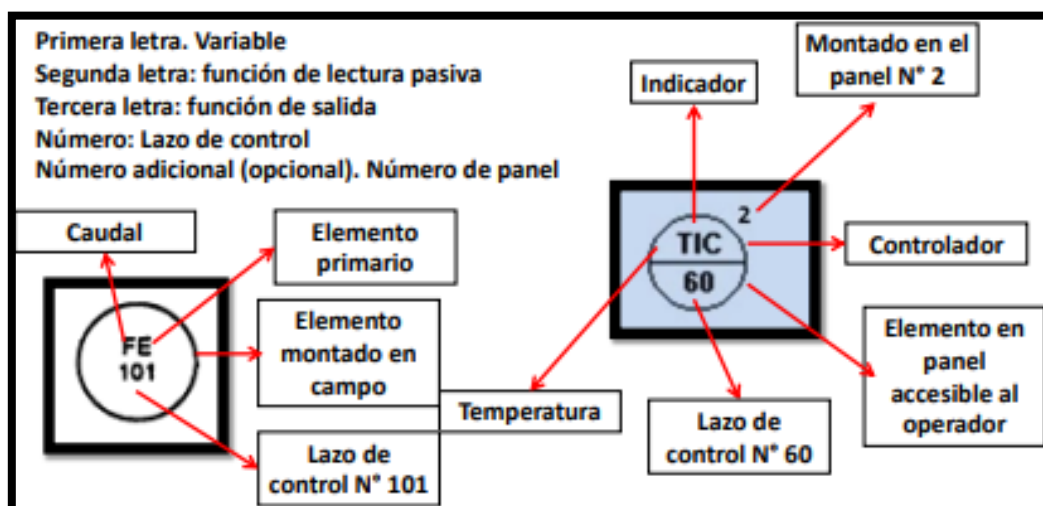 Primera letra. Variable
Segunda letra: función de lectura pasiva
Tercera letra: función de salida
Número: Lazo de control
Número adicional (opcional). Número de panel
Indicador
Montado en el
panel N° 2
Caudal
Elemento
primario
FE
101
Elemento
montado en
campo
Lazo de
control N° 101
2
TIC
60
Controlador
Temperatura
Lazo de
control N° 60
Elemento en
panel
accesible al
operador